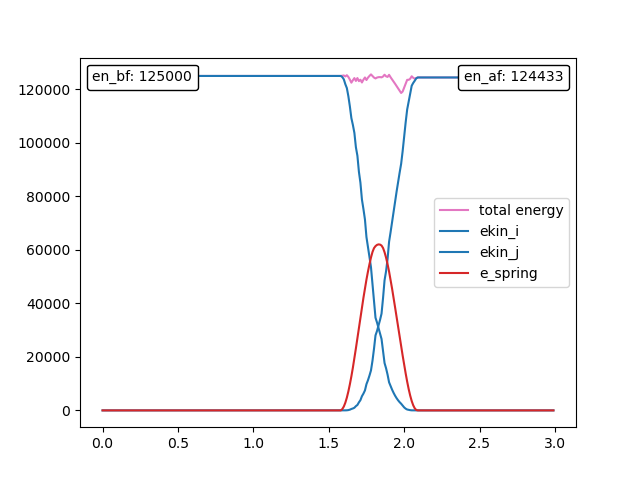 en_bf: 125000
en_af: 124433
120000
100000
80000
60000
40000
20000
0
total energy
ekin_i
ekin_j
e_spring
0.0
0.5
1.0
1.5
2.0
2.5
3.0